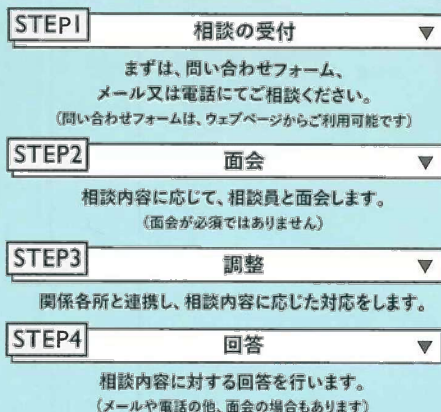 STEP1 相談の受付 ▼
まずは、問い合わせフォーム、
メール又は電話にてご相談ください。
(問い合わせフォームは、ウェブページからご利用可能です)
STEP2 面会 ▼
相談内容に応じて、相談員と面会します。
(面会が必須ではありません)
STEP3 調整 ▼
関係各所と連携し、相談内容に応じた対応をします。
STEP4 回答 ▼
相談内容に対する回答を行います。
(メールや電話の他、面会の場合もあります)